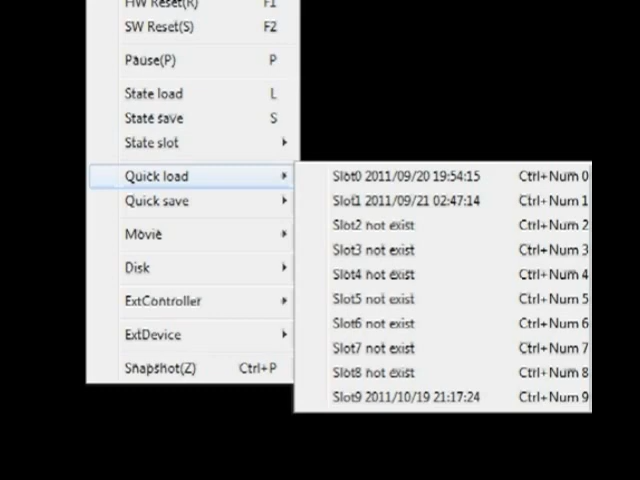 HW Reset(R) F1
SW Reset(S) F2
Pause(P) P
State load L
State save S
State slot
Quick load
Quick save
Movie
Disk
ExtController
ExtDevice
Snapshot(Z) Ctrl+P
Slot0 2011/09/20 19:54:15 Ctrl+Num 0
Slot1 2011/09/21 02:47:14 Ctrl+Num 1
Slot2 not exist Ctrl+Num 2
Slot3 not exist Ctrl+Num 3
Slot4 not exist Ctrl+Num 4
Slot5 not exist Ctrl+Num 5
Slot6 not exist Ctrl+Num 6
Slot7 not exist Ctrl+Num 7
Slot8 not exist Ctrl+Num 8
Slot9 2011/10/19 21:17:24 Ctrl+Num 9